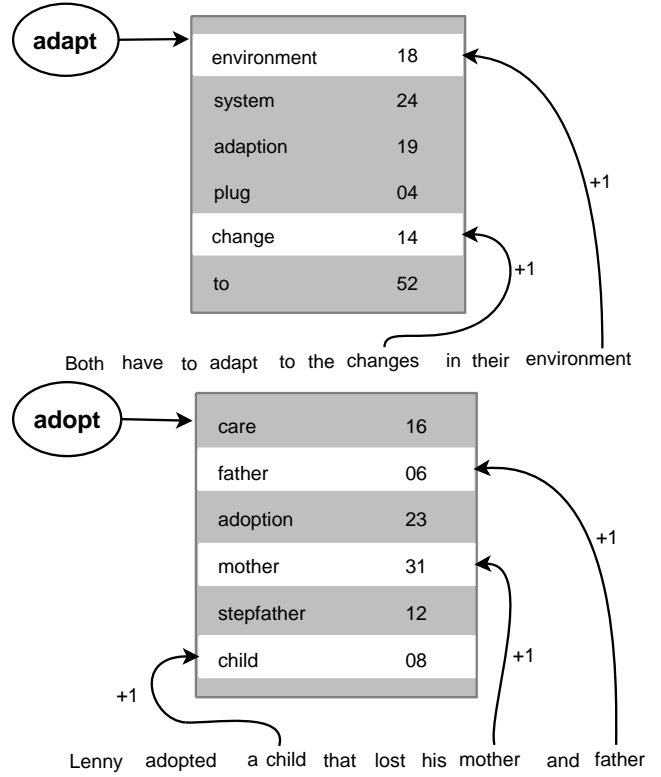 adapt
environment 18
system 24
adaption 19
plug 04
+1
change 14
+1
to 52
Both have to adapt to the changes in their environment
adopt
care 16
father 06
adoption 23
+1
mother 31
stepfather 12
child 08
+1
+1
Lenny adopted a child that lost his mother and father